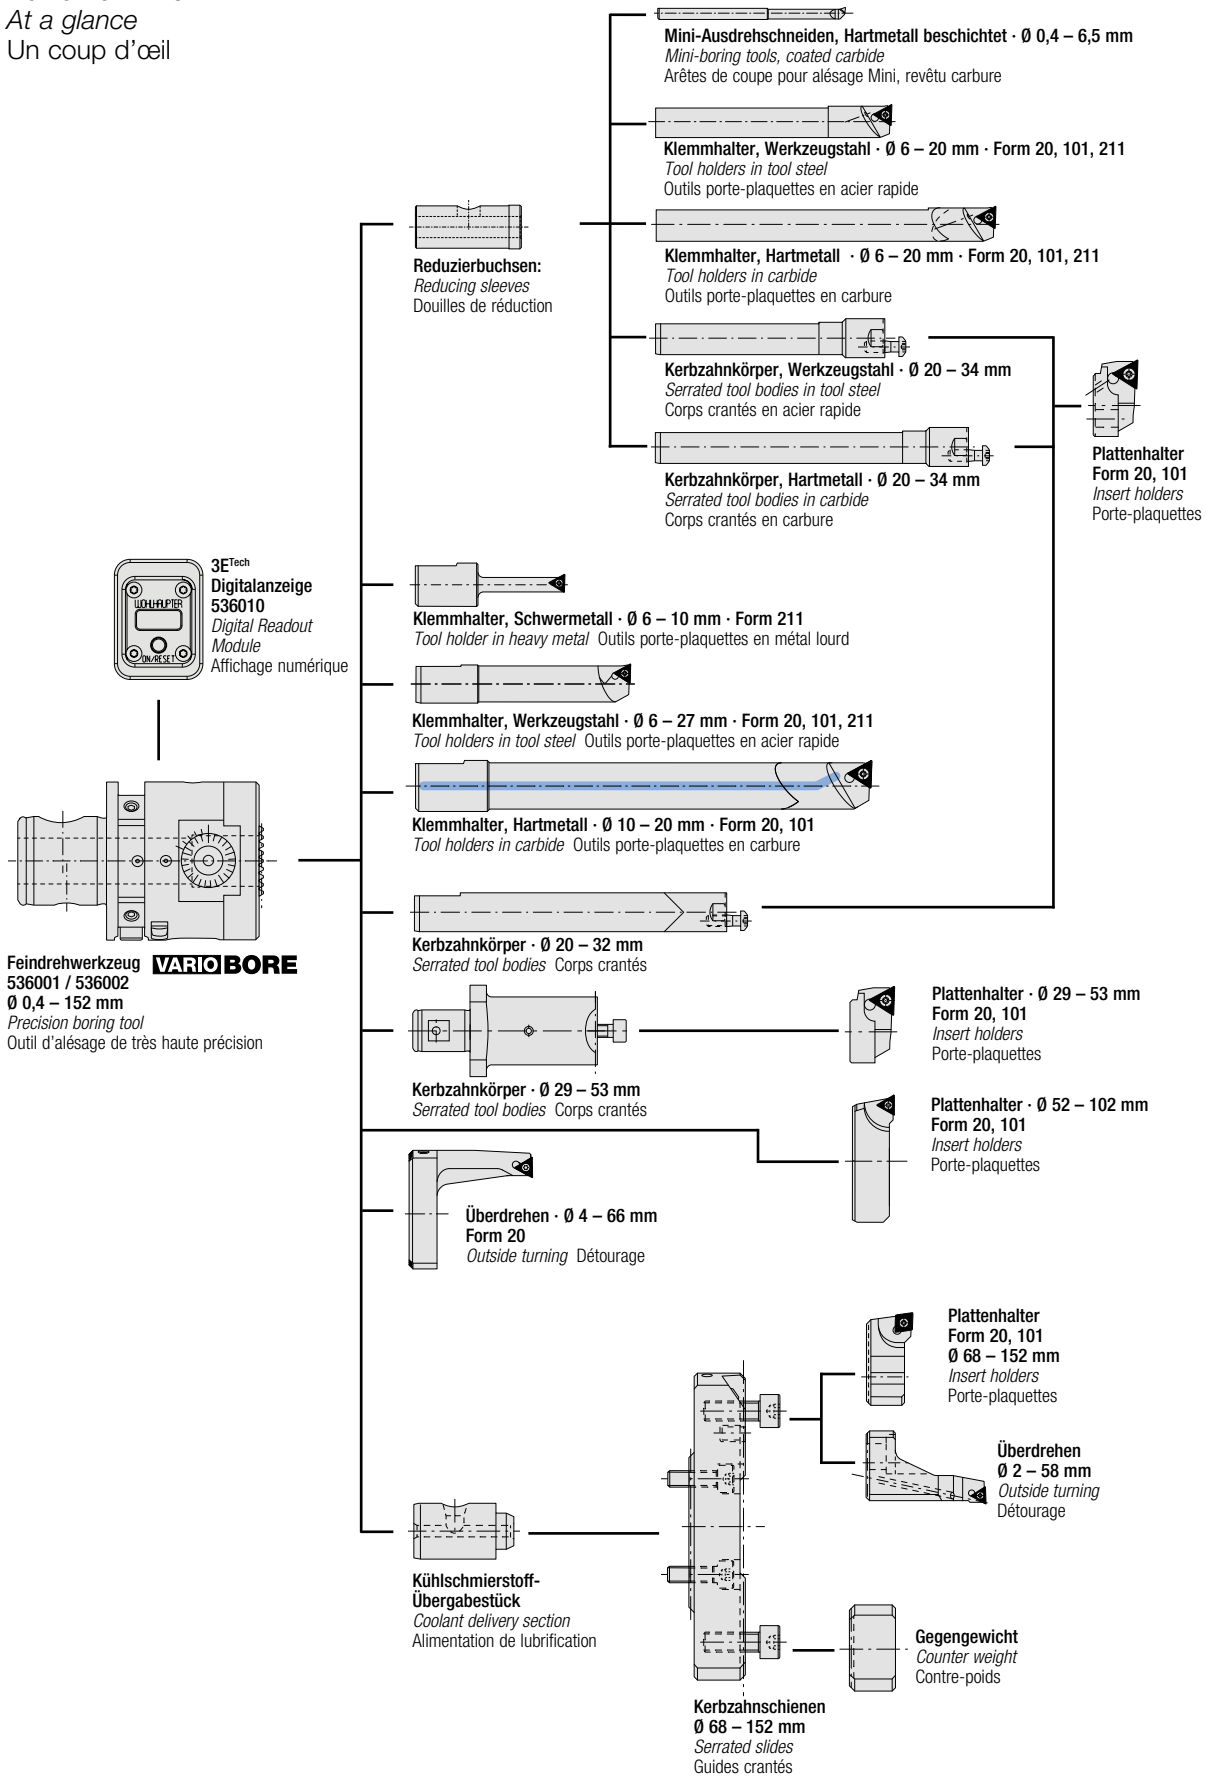 At a glance
Un coup d'œil
Mini-Ausdrehschneiden, Hartmetall beschichtet · Ø 0,4 – 6,5 mm
Mini-boring tools, coated carbide
Arêtes de coupe pour alésage Mini, revêtu carbure
Klemmhalter, Werkzeugstahl · Ø 6 – 20 mm · Form 20, 101, 211
Tool holders in tool steel
Outils porte-plaquettes en acier rapide
Klemmhalter, Hartmetall · Ø 6 – 20 mm · Form 20, 101, 211
Tool holders in carbide
Outils porte-plaquettes en carbure
Reduzierbuchsen:
Reducing sleeves
Douilles de réduction
Kerbzahnkörper, Werkzeugstahl · Ø 20 – 34 mm
Serrated tool bodies in tool steel
Corps crantés en acier rapide
Kerbzahnkörper, Hartmetall · Ø 20 – 34 mm
Serrated tool bodies in carbide
Corps crantés en carbure
Plattenhalter
Form 20, 101
Insert holders
Porte-plaquettes
WOHLHAUPTER
ON/RESET
3ETech
Digitalanzeige
536010
Digital Readout
Module
Affichage numérique
Klemmhalter, Schwermetall · Ø 6 – 10 mm · Form 211
Tool holder in heavy metal Outils porte-plaquettes en métal lourd
Klemmhalter, Werkzeugstahl · Ø 6 – 27 mm · Form 20, 101, 211
Tool holders in tool steel Outils porte-plaquettes en acier rapide
Klemmhalter, Hartmetall · Ø 10 – 20 mm · Form 20, 101
Tool holders in carbide Outils porte-plaquettes en carbure
Kerbzahnkörper · Ø 20 – 32 mm
Serrated tool bodies Corps crantés
Feindrehwerkzeug VARIO BORE
536001 / 536002
Ø 0,4 – 152 mm
Precision boring tool
Outil d'alésage de très haute précision
Kerbzahnkörper · Ø 29 – 53 mm
Serrated tool bodies Corps crantés
Plattenhalter · Ø 29 – 53 mm
Form 20, 101
Insert holders
Porte-plaquettes
Plattenhalter · Ø 52 – 102 mm
Form 20, 101
Insert holders
Porte-plaquettes
Überdrehen · Ø 4 – 66 mm
Form 20
Outside turning Détourage
Plattenhalter
Form 20, 101
Ø 68 – 152 mm
Insert holders
Porte-plaquettes
Überdrehen
Ø 2 – 58 mm
Outside turning
Détourage
Kühlschmierstoff-
Übergabestück
Coolant delivery section
Alimentation de lubrification
Gegengewicht
Counter weight
Contre-poids
Kerbzahnschienen
Ø 68 – 152 mm
Serrated slides
Guides crantés